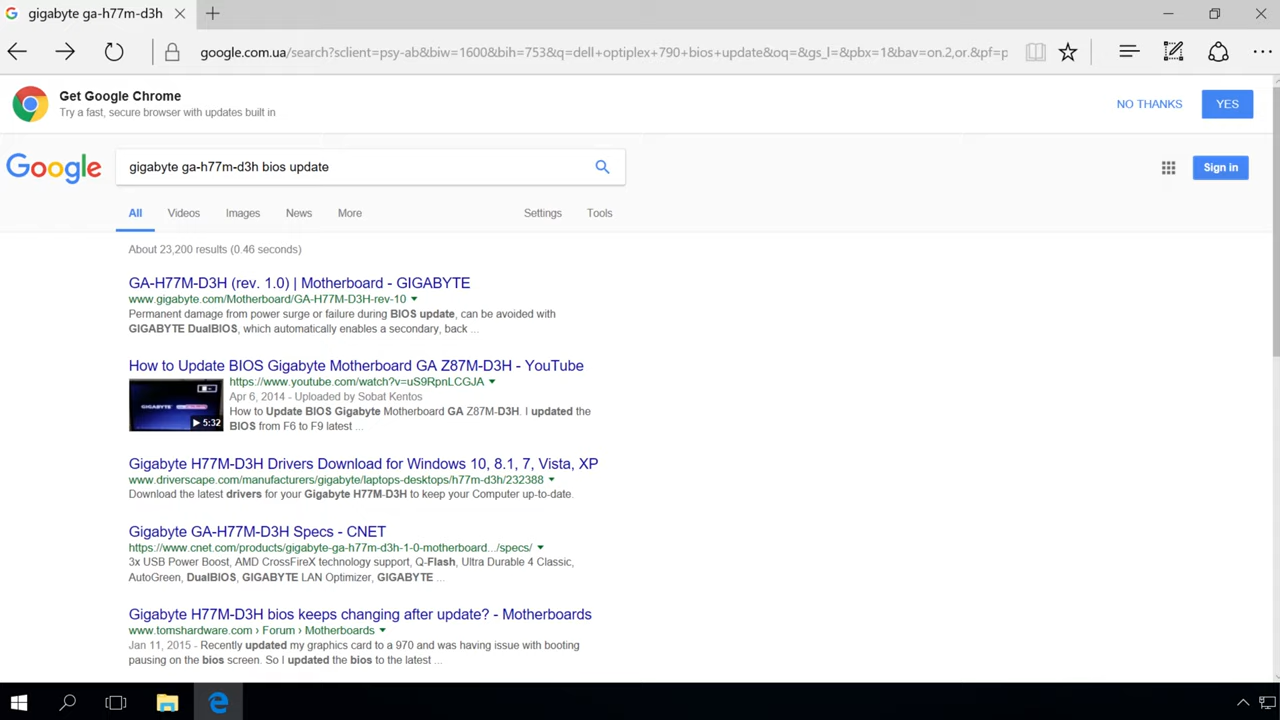 gigabyte ga-h77m-d3h
google.com.ua/search?sclient=psy-ab&biw=1600&bih=753&q=dell+optiplex+790+bios+update&oq=&gs_l=&pbx=1&bav=on.2,or.&pf=p
Get Google Chrome
Try a fast, secure browser with updates built in
NO THANKS
YES
Google
gigabyte ga-h77m-d3h bios update
Sign in
All Videos Images News More Settings Tools
About 23,200 results (0.46 seconds)
GA-H77M-D3H (rev. 1.0) | Motherboard - GIGABYTE
www.gigabyte.com/Motherboard/GA-H77M-D3H-rev-10
Permanent damage from power surge or failure during BIOS update, can be avoided with
GIGABYTE DualBIOS, which automatically enables a secondary, back ...
How to Update BIOS Gigabyte Motherboard GA Z87M-D3H - YouTube
https://www.youtube.com/watch?v=uS9RpnLCGJA
Apr 6, 2014 - Uploaded by Sobat Kentos
How to Update BIOS Gigabyte Motherboard GA Z87M-D3H. I updated the
BIOS from F6 to F9 latest ...
5:32
Gigabyte H77M-D3H Drivers Download for Windows 10, 8.1, 7, Vista, XP
www.driverscape.com/manufacturers/gigabyte/laptops-desktops/h77m-d3h/232388
Download the latest drivers for your Gigabyte H77M-D3H to keep your Computer up-to-date.
Gigabyte GA-H77M-D3H Specs - CNET
https://www.cnet.com/products/gigabyte-ga-h77m-d3h-1-0-motherboard.../specs/
3x USB Power Boost, AMD CrossFireX technology support, Q-Flash, Ultra Durable 4 Classic,
AutoGreen, DualBIOS, GIGABYTE LAN Optimizer, GIGABYTE ...
Gigabyte H77M-D3H bios keeps changing after update? - Motherboards
www.tomshardware.com › Forum › Motherboards
Jan 11, 2015 - Recently updated my graphics card to a 970 and was having issue with booting
pausing on the bios screen. So I updated the bios to the latest ...